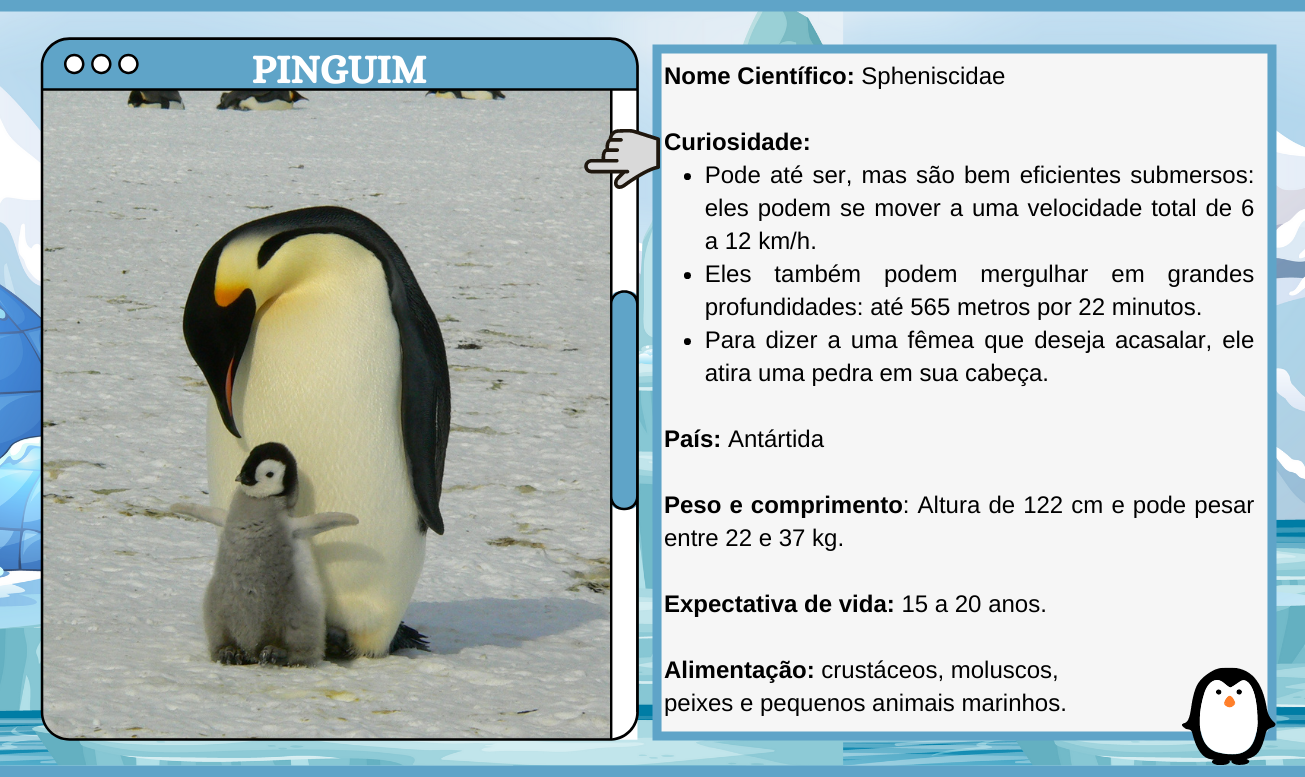 PINGUIM
Nome Científico: Spheniscidae
Curiosidade:
• Pode até ser, mas são bem eficientes submersos:
eles podem se mover a uma velocidade total de 6
a 12 km/h.
• Eles também podem mergulhar em grandes
profundidades: até 565 metros por 22 minutos.
• Para dizer a uma fêmea que deseja acasalar, ele
atira uma pedra em sua cabeça.
País: Antártida
Peso e comprimento: Altura de 122 cm e pode pesar
entre 22 e 37 kg.
Expectativa de vida: 15 a 20 anos.
Alimentação: crustáceos, moluscos,
peixes e pequenos animais marinhos.